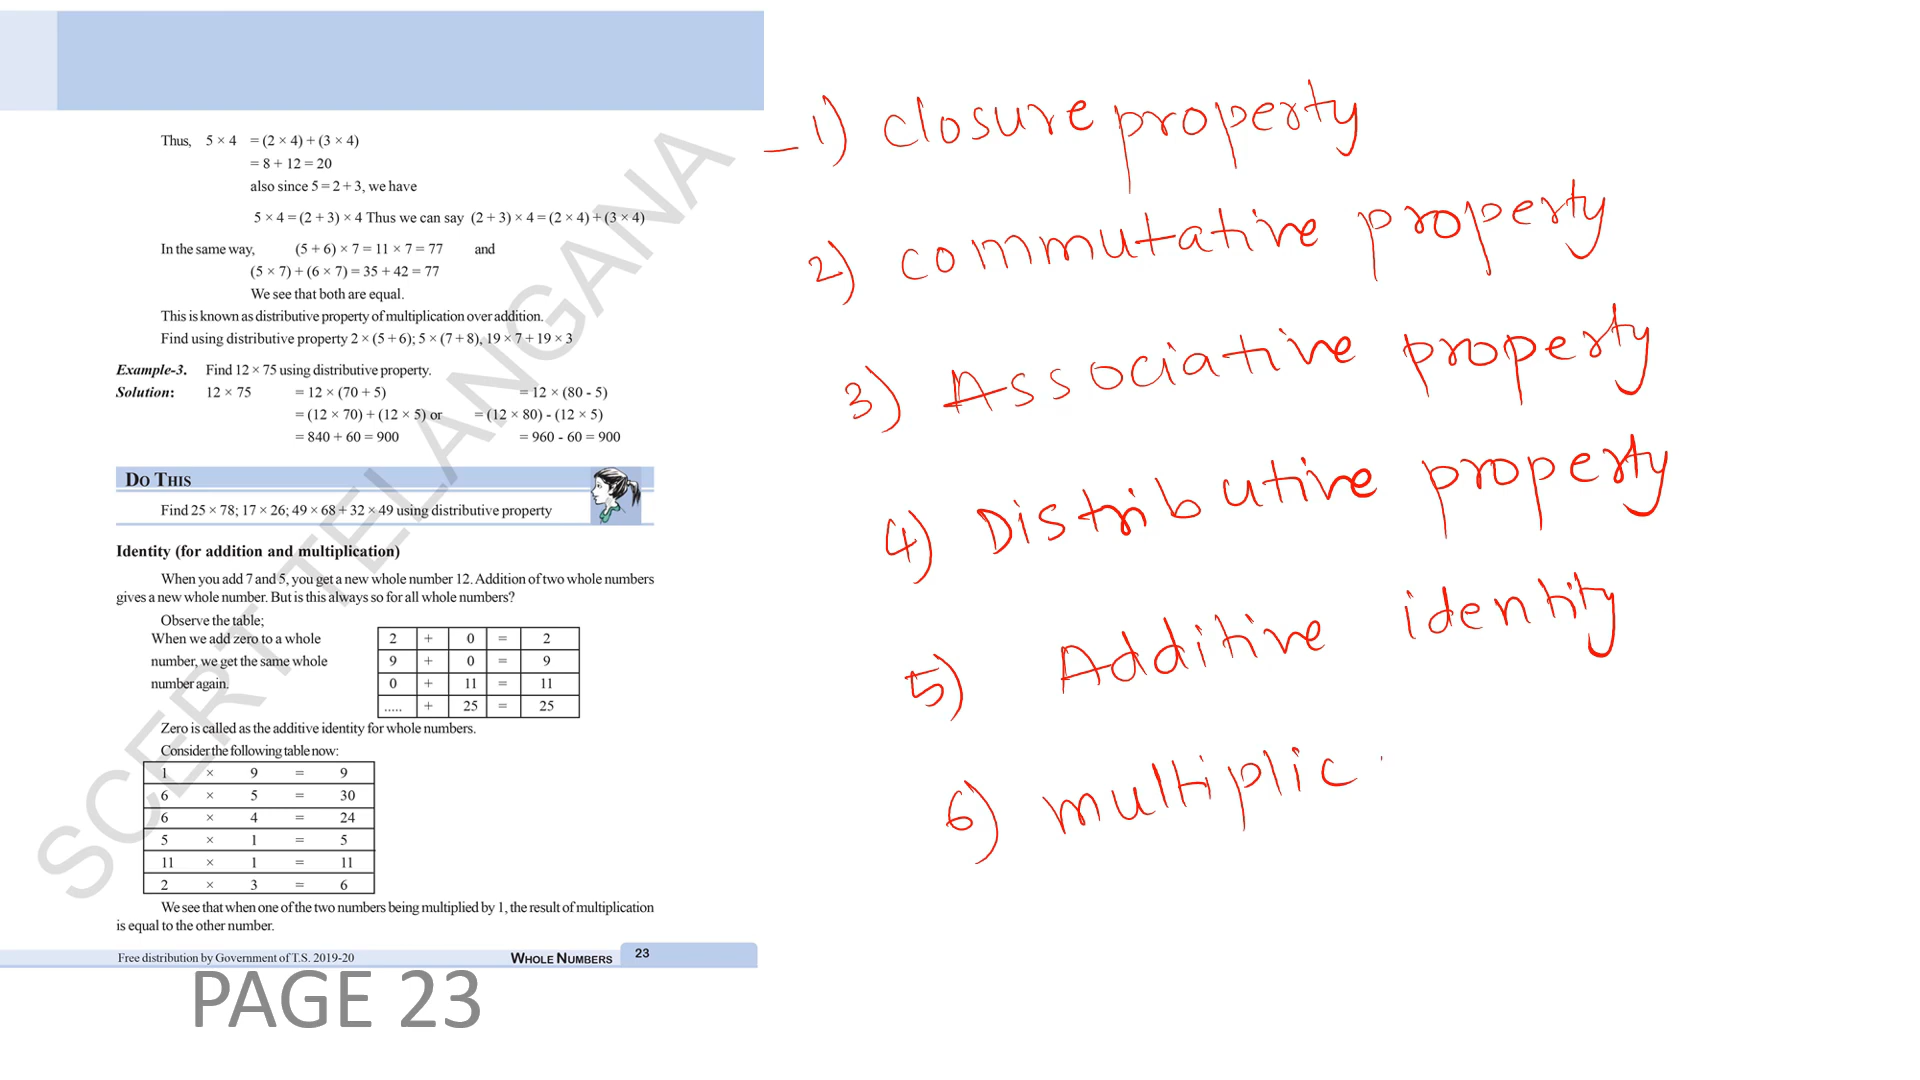 Thus, 5 × 4 = (2 × 4) + (3 × 4)
= 8 + 12 = 20
also since 5 = 2 + 3, we have
5 × 4 = (2 + 3) × 4 Thus we can say (2 + 3) × 4 = (2 × 4) + (3 × 4)
In the same way, (5 + 6) × 7 = 11 × 7 = 77 and
(5 × 7) + (6 × 7) = 35 + 42 = 77
We see that both are equal.
This is known as distributive property of multiplication over addition.
Find using distributive property 2 × (5 + 6); 5 × (7 + 8), 19 × 7 + 19 × 3
Example-3. Find 12 × 75 using distributive property.
Solution: 12 × 75 = 12 × (70 + 5) = 12 × (80 - 5)
= (12 × 70) + (12 × 5) or = (12 × 80) - (12 × 5)
= 840 + 60 = 900 = 960 - 60 = 900
DO THIS
Find 25 × 78; 17 × 26; 49 × 68 + 32 × 49 using distributive property
Identity (for addition and multiplication)
When you add 7 and 5, you get a new whole number 12. Addition of two whole numbers
gives a new whole number. But is this always so for all whole numbers?
Observe the table;
When we add zero to a whole
number, we get the same whole
number again.
2 + 0 = 2
9 + 0 = 9
0 + 11 = 11
..... + 25 = 25
Zero is called as the additive identity for whole numbers.
Consider the following table now:
1 × 9 = 9
6 × 5 = 30
6 × 4 = 24
5 × 1 = 5
11 × 1 = 11
2 × 3 = 6
We see that when one of the two numbers being multiplied by 1, the result of multiplication
is equal to the other number.
Free distribution by Government of T.S. 2019-20 WHOLE NUMBERS 23
SCERT TELANGANA
PAGE 23
1) closure property
2) commutative property
3) Associative property
4) Distributive property
5) Additive identity
6) multiplic